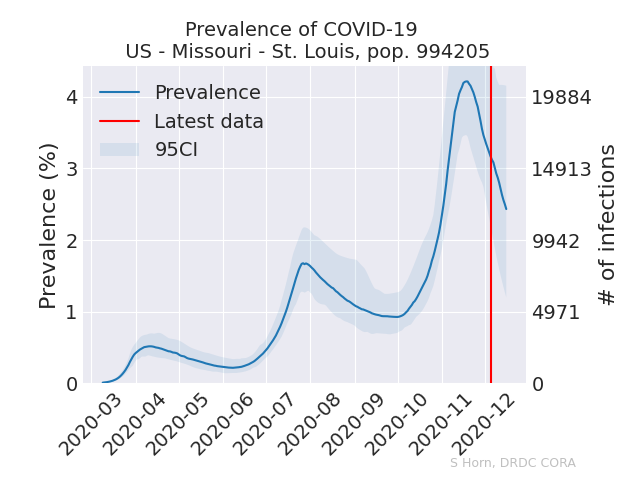 Prevalence of COVID-19
US - Missouri - St. Louis, pop. 994205
Prevalence
Latest data
95CI
Prevalence (%)
4
3
2
1
0
19884
14913
9942
4971
0
# of infections
2020-03
2020-04
2020-05
2020-06
2020-07
2020-08
2020-09
2020-10
2020-11
2020-12
S Horn, DRDC CORA